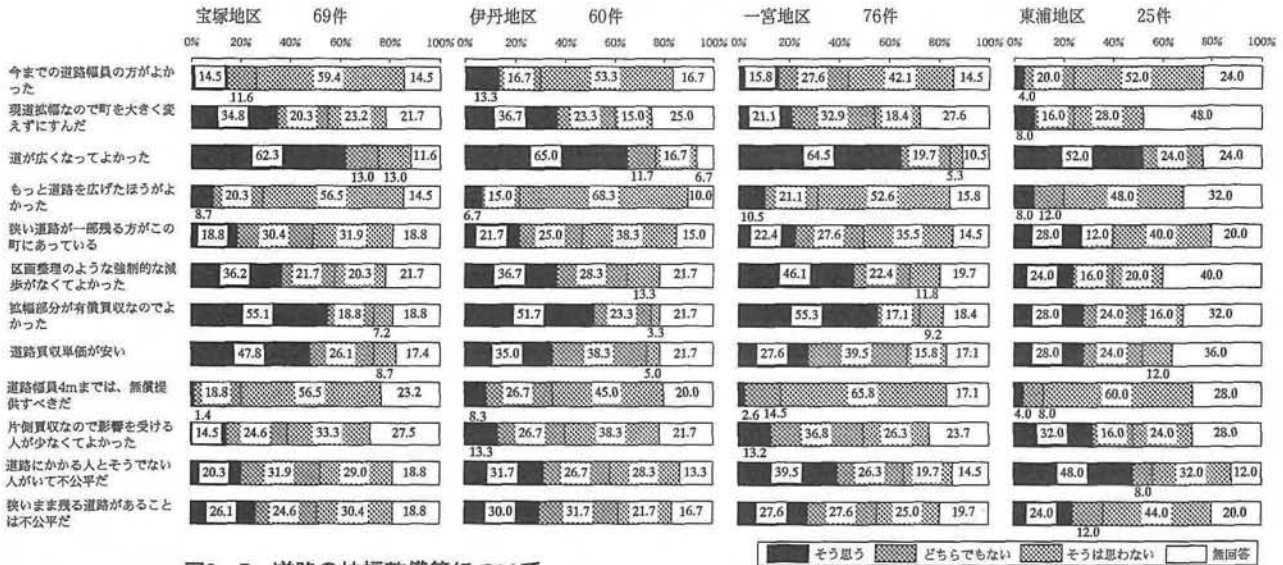 宝塚地区 69件 伊丹地区 60件 一宮地区 76件 東浦地区 25件
0% 20% 40% 60% 80% 100% 0% 20% 40% 60% 80% 100% 0% 20% 40% 60% 80% 100% 0% 20% 40% 60% 80% 100%
今までの道路幅員の方がよか
った
14.5 59.4 14.5 16.7 53.3 16.7 15.8 27.6 42.1 14.5 20.0 52.0 24.0
11.6 13.3 4.0
現道拡幅なので町を大きく変
えずにすんだ
34.8 20.3 23.2 21.7 36.7 23.3 15.0 25.0 21.1 32.9 18.4 27.6 16.0 28.0 48.0
8.0
道が広くなってよかった
62.3 11.6 65.0 16.7 64.5 19.7 10.5 52.0 24.0 24.0
13.0 13.0 11.7 6.7 5.3
もっと道路を広げたほうがよ
かった
20.3 56.5 14.5 15.0 68.3 10.0 21.1 52.6 15.8 48.0 32.0
8.7 6.7 10.5 8.0 12.0
狭い道路が一部残る方がこの
町にあっている
18.8 30.4 31.9 18.8 21.7 25.0 38.3 15.0 22.4 27.6 35.5 14.5 28.0 12.0 40.0 20.0
区画整理のような強制的な減
歩がなくてよかった
36.2 21.7 20.3 21.7 36.7 28.3 21.7 46.1 22.4 19.7 24.0 16.0 20.0 40.0
13.3 11.8
拡幅部分が有償買収なのでよ
かった
55.1 18.8 18.8 51.7 23.3 21.7 55.3 17.1 18.4 28.0 24.0 16.0 32.0
7.2 3.3 9.2
道路買収単価が安い
47.8 26.1 17.4 35.0 38.3 21.7 27.6 39.5 15.8 17.1 28.0 24.0 36.0
8.7 5.0 12.0
道路幅員4mまでは、無償提
供すべきだ
18.8 56.5 23.2 26.7 45.0 20.0 65.8 17.1 60.0 28.0
1.4 8.3 2.6 14.5 4.0 8.0
片側買収なので影響を受ける
人が少なくてよかった
14.5 24.6 33.3 27.5 26.7 38.3 21.7 36.8 26.3 23.7 32.0 16.0 24.0 28.0
13.3 13.2
道路にかかる人とそうでない
人がいて不公平だ
20.3 31.9 29.0 18.8 31.7 26.7 28.3 13.3 39.5 26.3 19.7 14.5 48.0 32.0 12.0
8.0
狭いまま残る道路があること
は不公平だ
26.1 24.6 30.4 18.8 30.0 31.7 21.7 16.7 27.6 27.6 25.0 19.7 24.0 44.0 20.0
12.0
そう思う どちらでもない そうは思わない 無回答